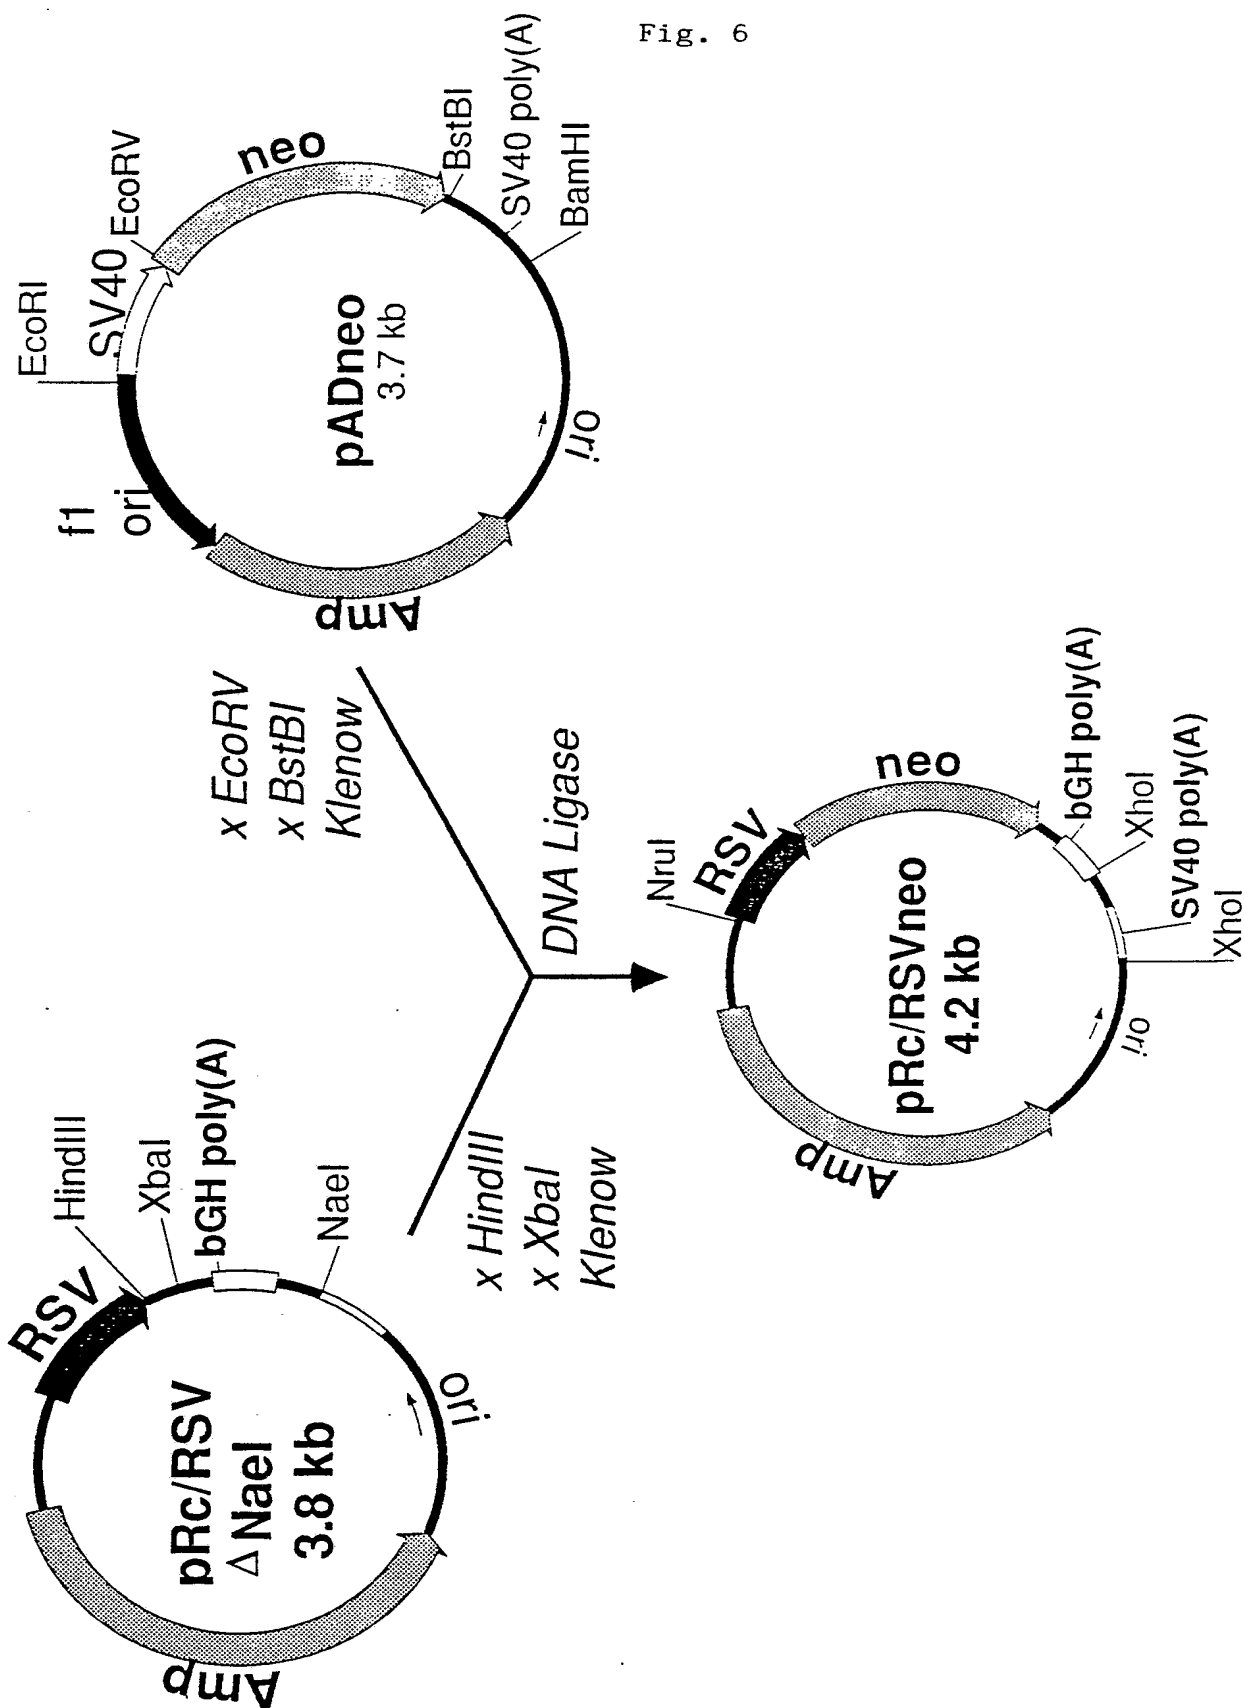 Fig. 6
RSV
HindIII
XbaI
bGH poly(A)
NaeI
ori
Amp
pRc/RSV
Δ NaeI
3.8 kb
f1
ori
EcoRI
SV40
EcoRV
neo
BstBI
SV40 poly(A)
BamHI
ori
Amp
pADneo
3.7 kb
x HindIII
x XbaI
Klenow
x EcoRV
x BstBI
Klenow
DNA Ligase
NruI
RSV
neo
bGH poly(A)
XhoI
SV40 poly(A)
XhoI
ori
Amp
pRc/RSVneo
4.2 kb